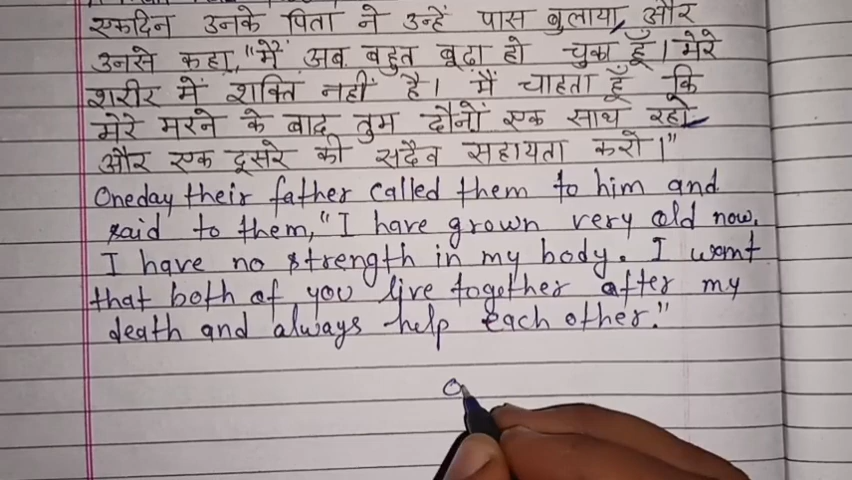 एकदिन उनके पिता ने उन्हें पास बुलाया, और
उनसे कहा, "मैं अब बहुत बूढा हो चुका हूँ। मेरे
शरीर में शक्ति नहीं है। मैं चाहता हूँ कि
मेरे मरने के बाद तुम दौनों एक साथ रहो
और एक दूसरे की सदैव सहायता करो।"
Oneday their father called them to him and
said to them, "I have grown very old now.
I have no strength in my body. I want
that both of you live together after my
death and always help each other."